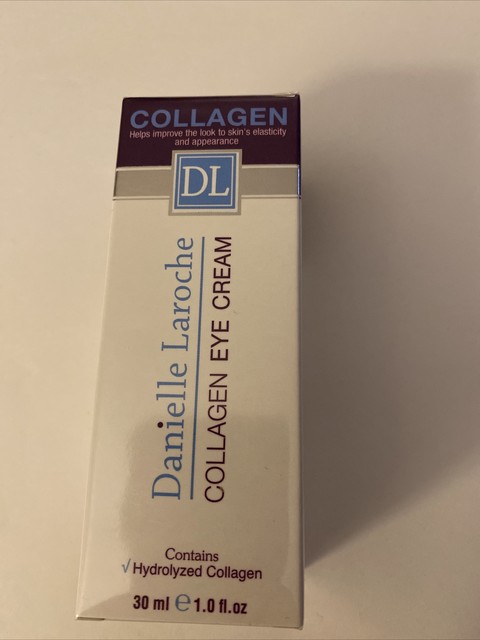 COLLAGEN
Helps improve the look to skin's elasticity
and appearance
DL
Danielle Laroche
COLLAGEN EYE CREAM
Contains
√ Hydrolyzed Collagen
30 ml ℮ 1.0 fl.oz